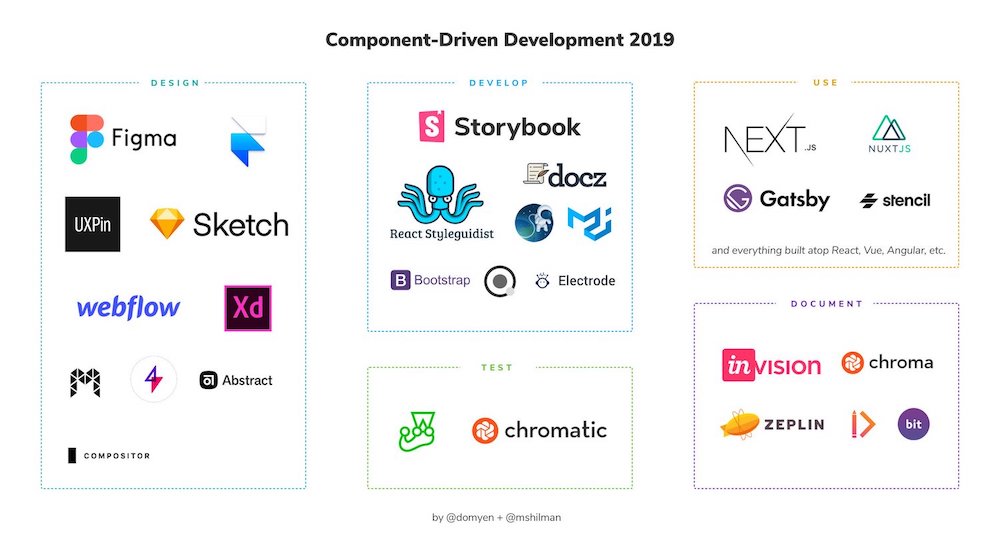 Component-Driven Development 2019
DESIGN
Figma
UXPin
Sketch
webflow
Xd
Abstract
COMPOSITOR
DEVELOP
S Storybook
docz
React Styleguidist
B Bootstrap
Electrode
TEST
chromatic
USE
NEXT.JS
NUXTJS
Gatsby
stencil
and everything built atop React, Vue, Angular, etc.
DOCUMENT
invision
chroma
ZEPLIN
bit
by @domyen + @mshilman